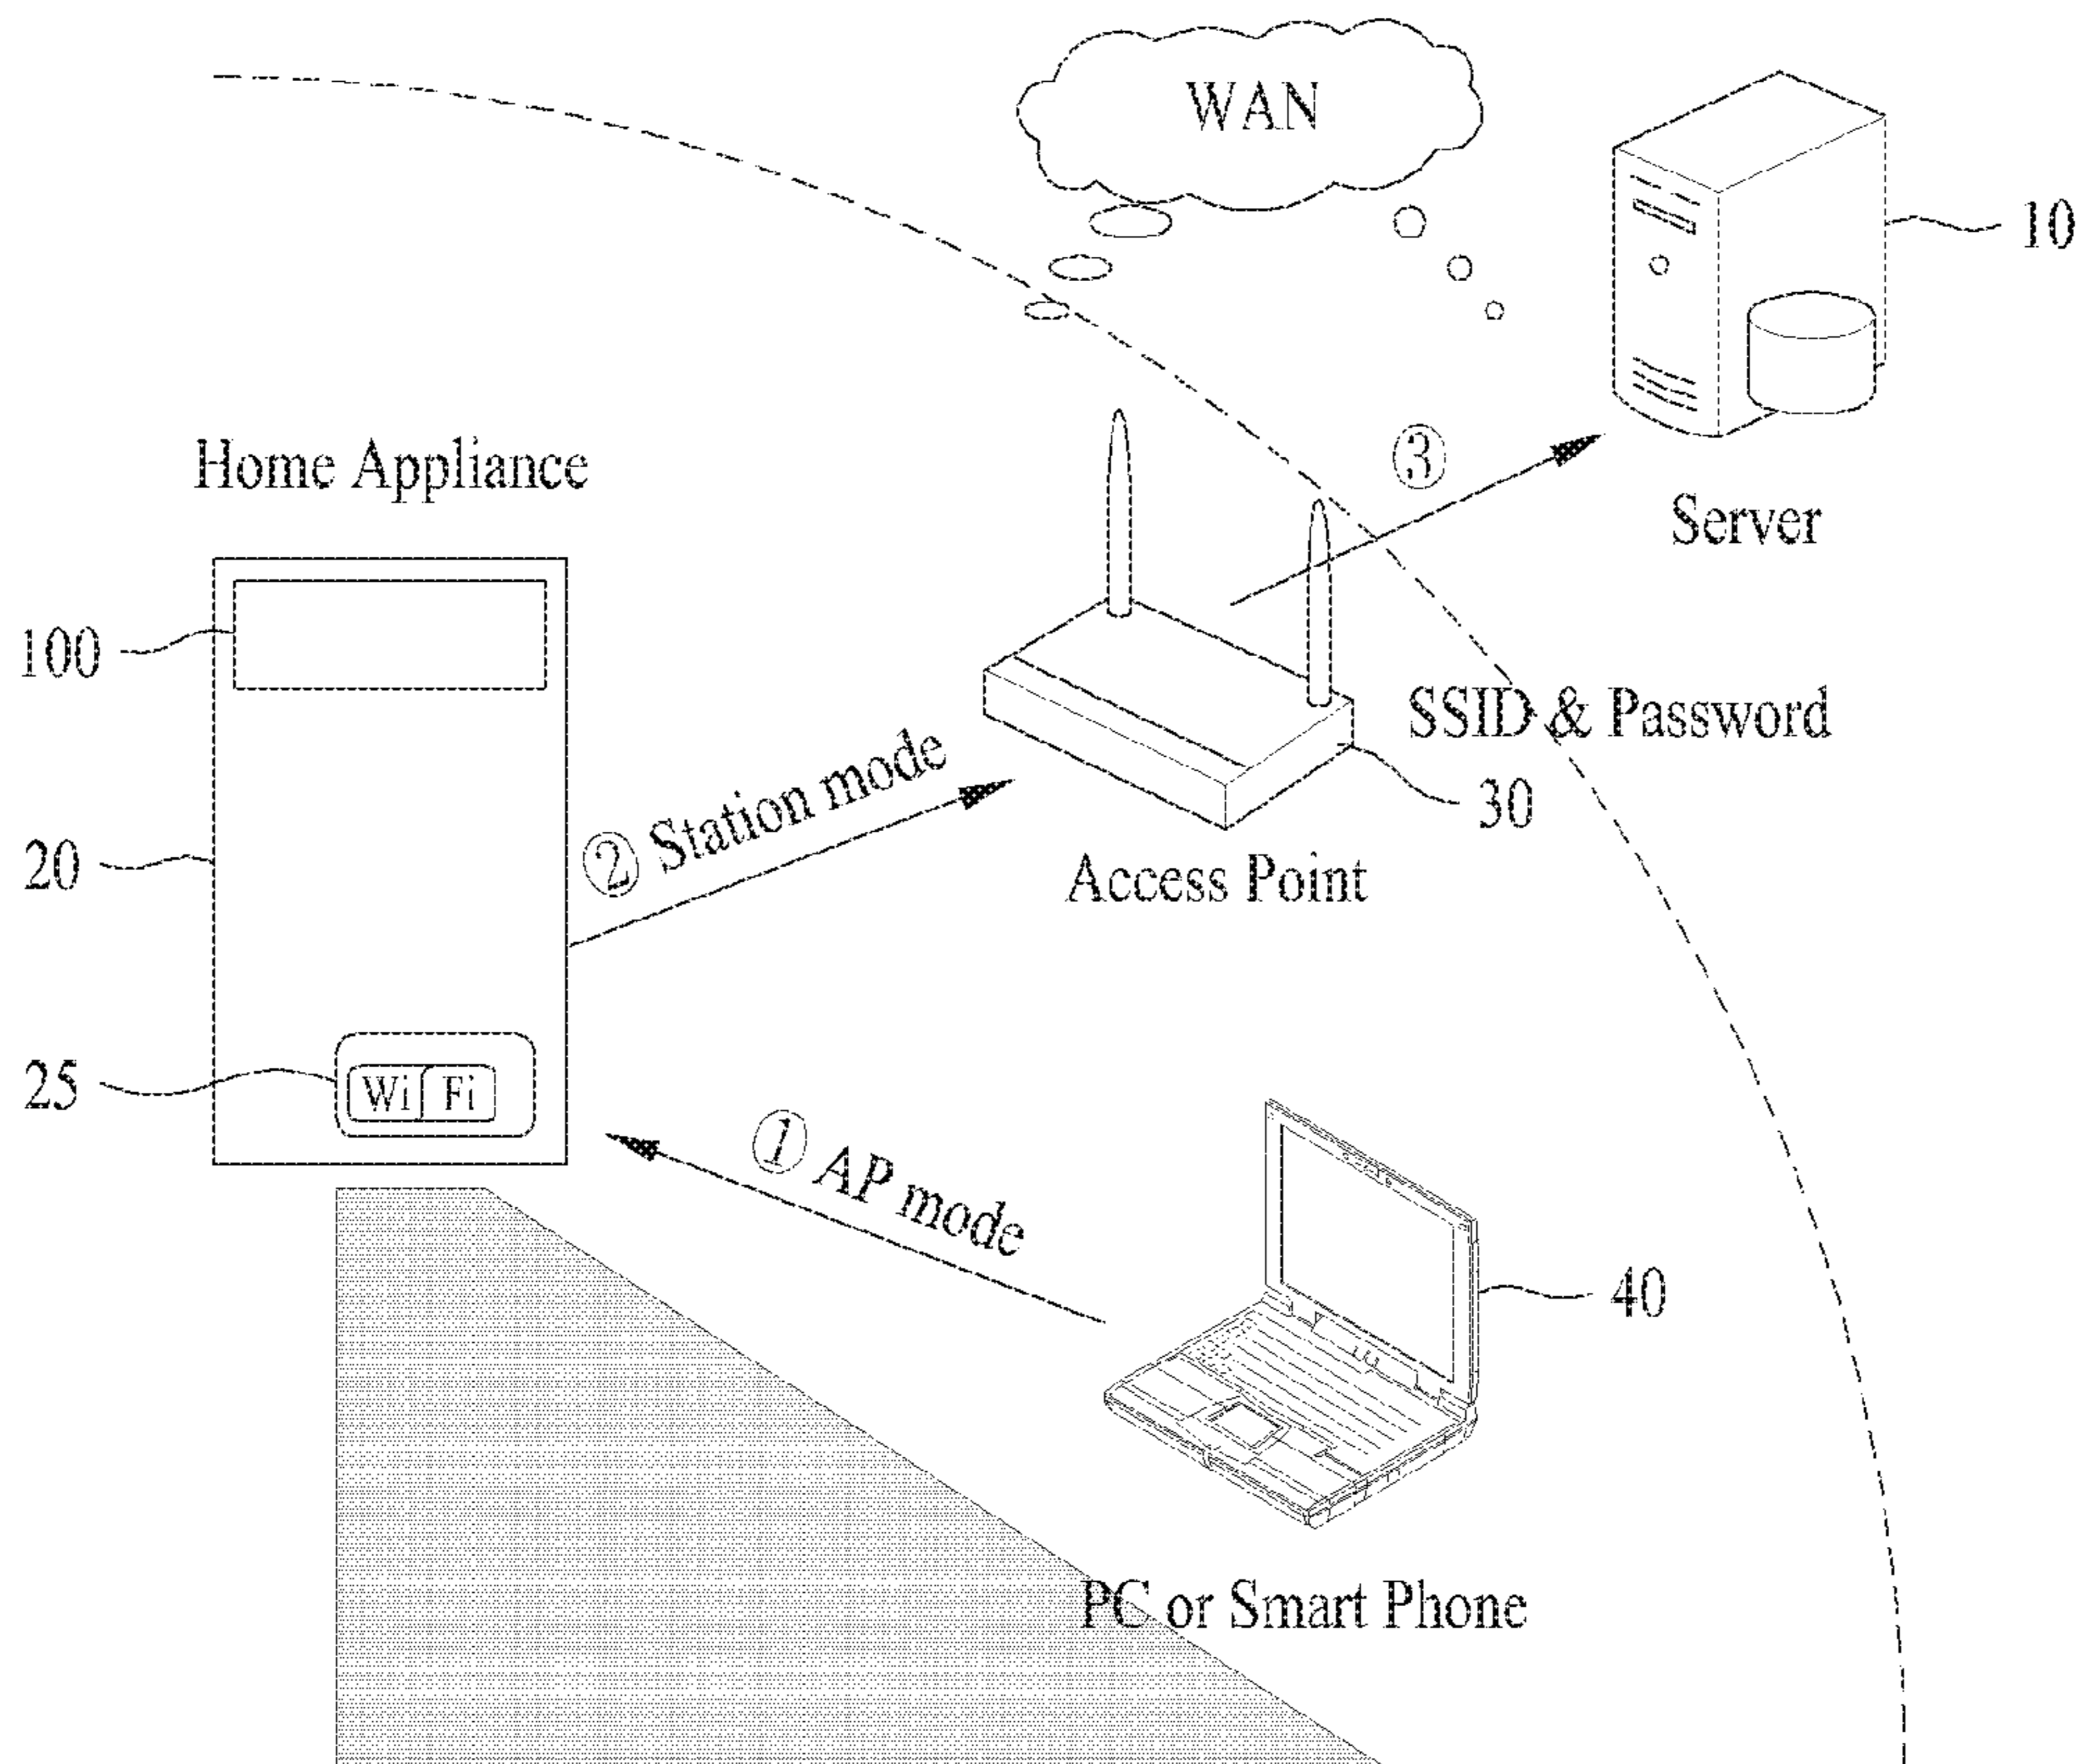 WAN
10
③
Home Appliance
Server
100
SSID & Password
② Station mode
30
20
Access Point
25
Wi Fi
① AP mode
40
PC or Smart Phone